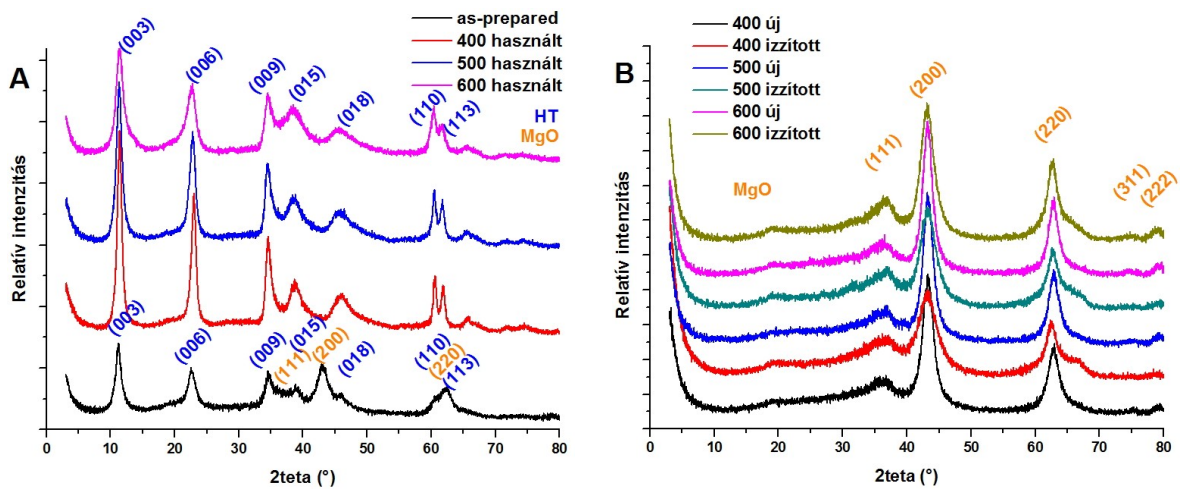 A
as-prepared
400 használt
500 használt
600 használt
HT
MgO
(003)
(006)
(009)
(015)
(018)
(110)
(113)
(003)
(006)
(009)
(111)
(015)
(200)
(018)
(110)
(220)
(113)
Relatív intenzítás
0 10 20 30 40 50 60 70 80
2teta (°)
B
400 új
400 izzított
500 új
500 izzított
600 új
600 izzított
MgO
(111)
(200)
(220)
(311)
(222)
Relatív intenzítás
0 10 20 30 40 50 60 70 80
2teta (°)